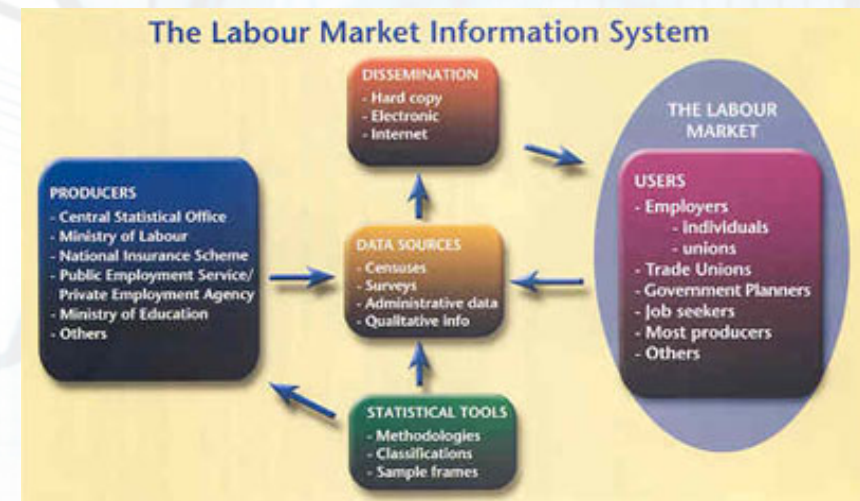 The Labour Market Information System
DISSEMINATION
- Hard copy
- Electronic
- Internet
THE LABOUR
MARKET
PRODUCERS
- Central Statistical Office
- Ministry of Labour
- National Insurance Scheme
- Public Employment Service/
Private Employment Agency
- Ministry of Education
- Others
DATA SOURCES
- Censuses
- Surveys
- Administrative data
- Qualitative info
USERS
- Employers
- individuals
- unions
- Trade Unions
- Government Planners
- Job seekers
- Most producers
- Others
STATISTICAL TOOLS
- Methodologies
- Classifications
- Sample frames